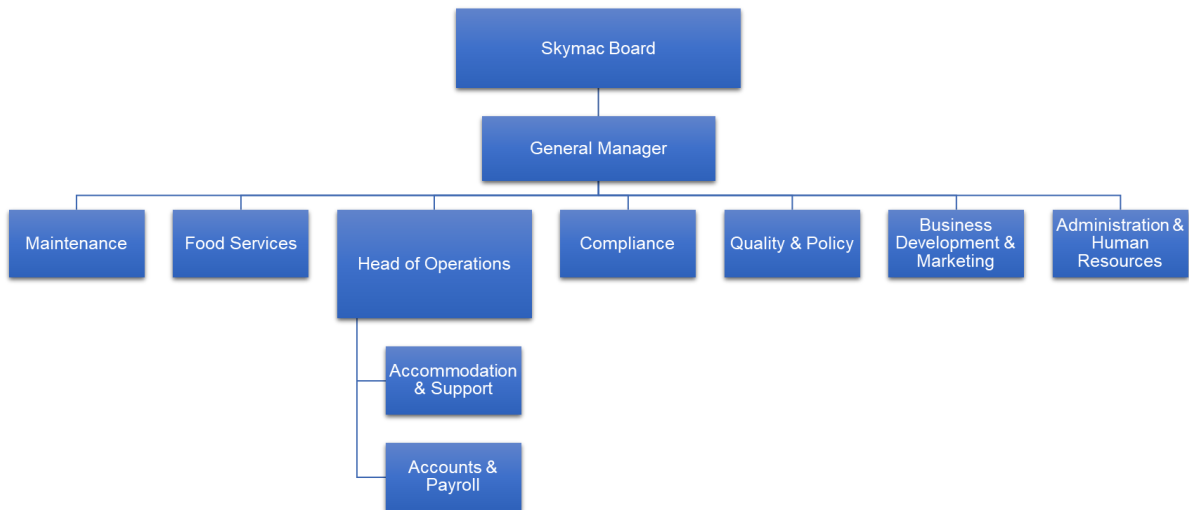 Skymac Board
General Manager
Maintenance
Food Services
Head of Operations
Compliance
Quality & Policy
Business
Development &
Marketing
Administration &
Human
Resources
Accommodation
& Support
Accounts &
Payroll